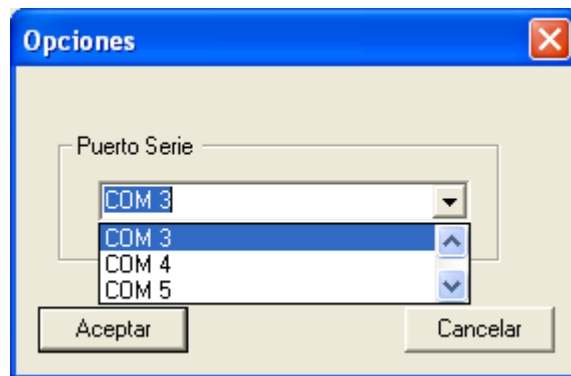 Opciones
Puerto Serie
COM 3
COM 3
COM 4
COM 5
Aceptar
Cancelar